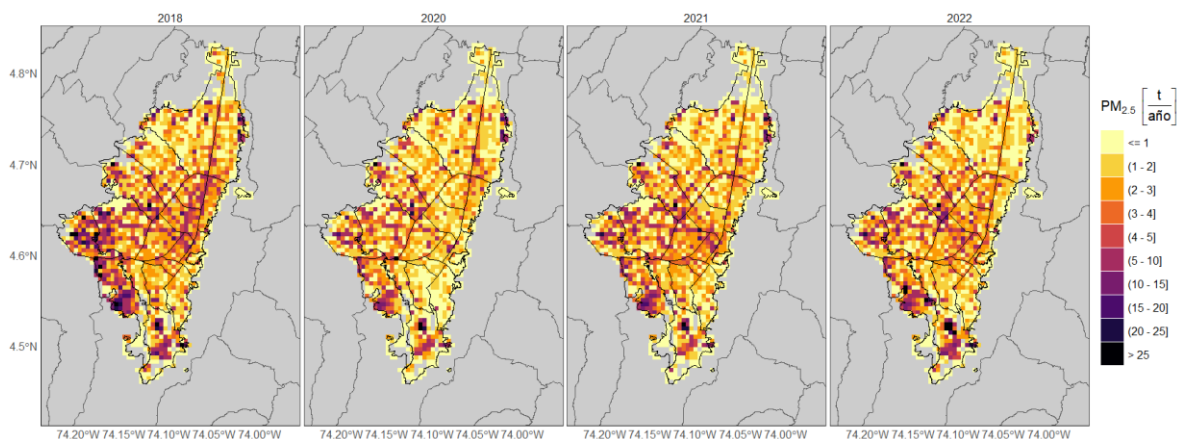 2018 2020 2021 2022
4.8°N
4.7°N
4.6°N
4.5°N
74.20°W 74.15°W 74.10°W 74.05°W 74.00°W 74.20°W 74.15°W 74.10°W 74.05°W 74.00°W 74.20°W 74.15°W 74.10°W 74.05°W 74.00°W 74.20°W 74.15°W 74.10°W 74.05°W 74.00°W
PM2.5 [t/año]
<= 1
(1 - 2]
(2 - 3]
(3 - 4]
(4 - 5]
(5 - 10]
(10 - 15]
(15 - 20]
(20 - 25]
> 25